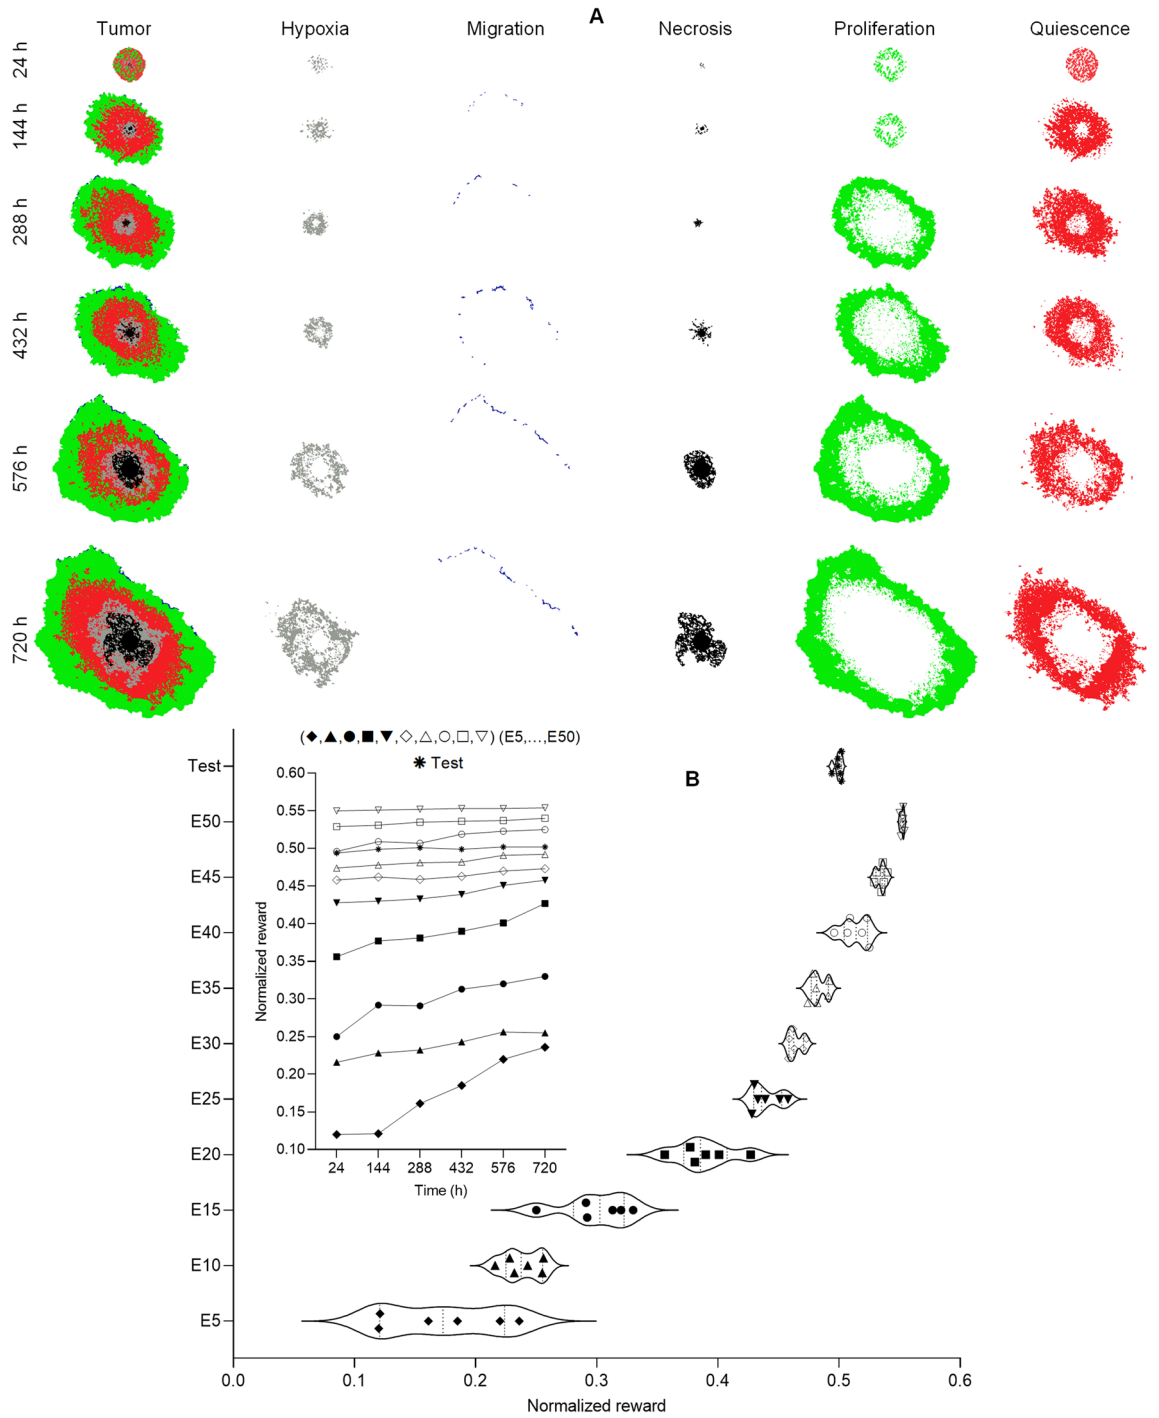 A
Tumor Hypoxia Migration Necrosis Proliferation Quiescence
24 h
144 h
288 h
432 h
576 h
720 h
(◆,▲,●,■,▼,◇,△,○,□,▽) (E5,...,E50)
✱ Test
B
0.60
0.55
0.50
0.45
0.40
0.35
0.30
0.25
0.20
0.15
0.10
Normalized reward
24 144 288 432 576 720
Time (h)
Test
E50
E45
E40
E35
E30
E25
E20
E15
E10
E5
0.0 0.1 0.2 0.3 0.4 0.5 0.6
Normalized reward